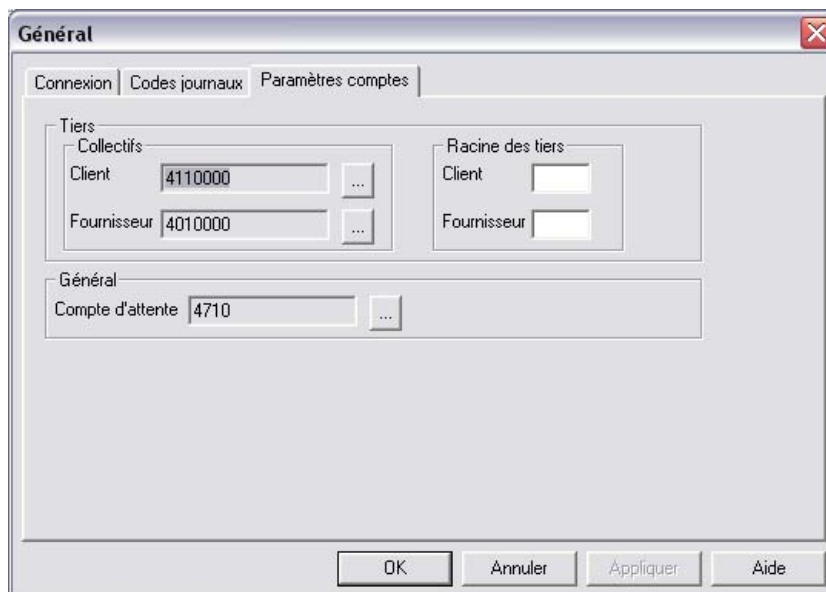 Général
Connexion Codes journaux Paramètres comptes
Tiers
Collectifs
Client 4110000 ...
Fournisseur 4010000 ...
Racine des tiers
Client
Fournisseur
Général
Compte d'attente 4710 ...
OK Annuler Appliquer Aide